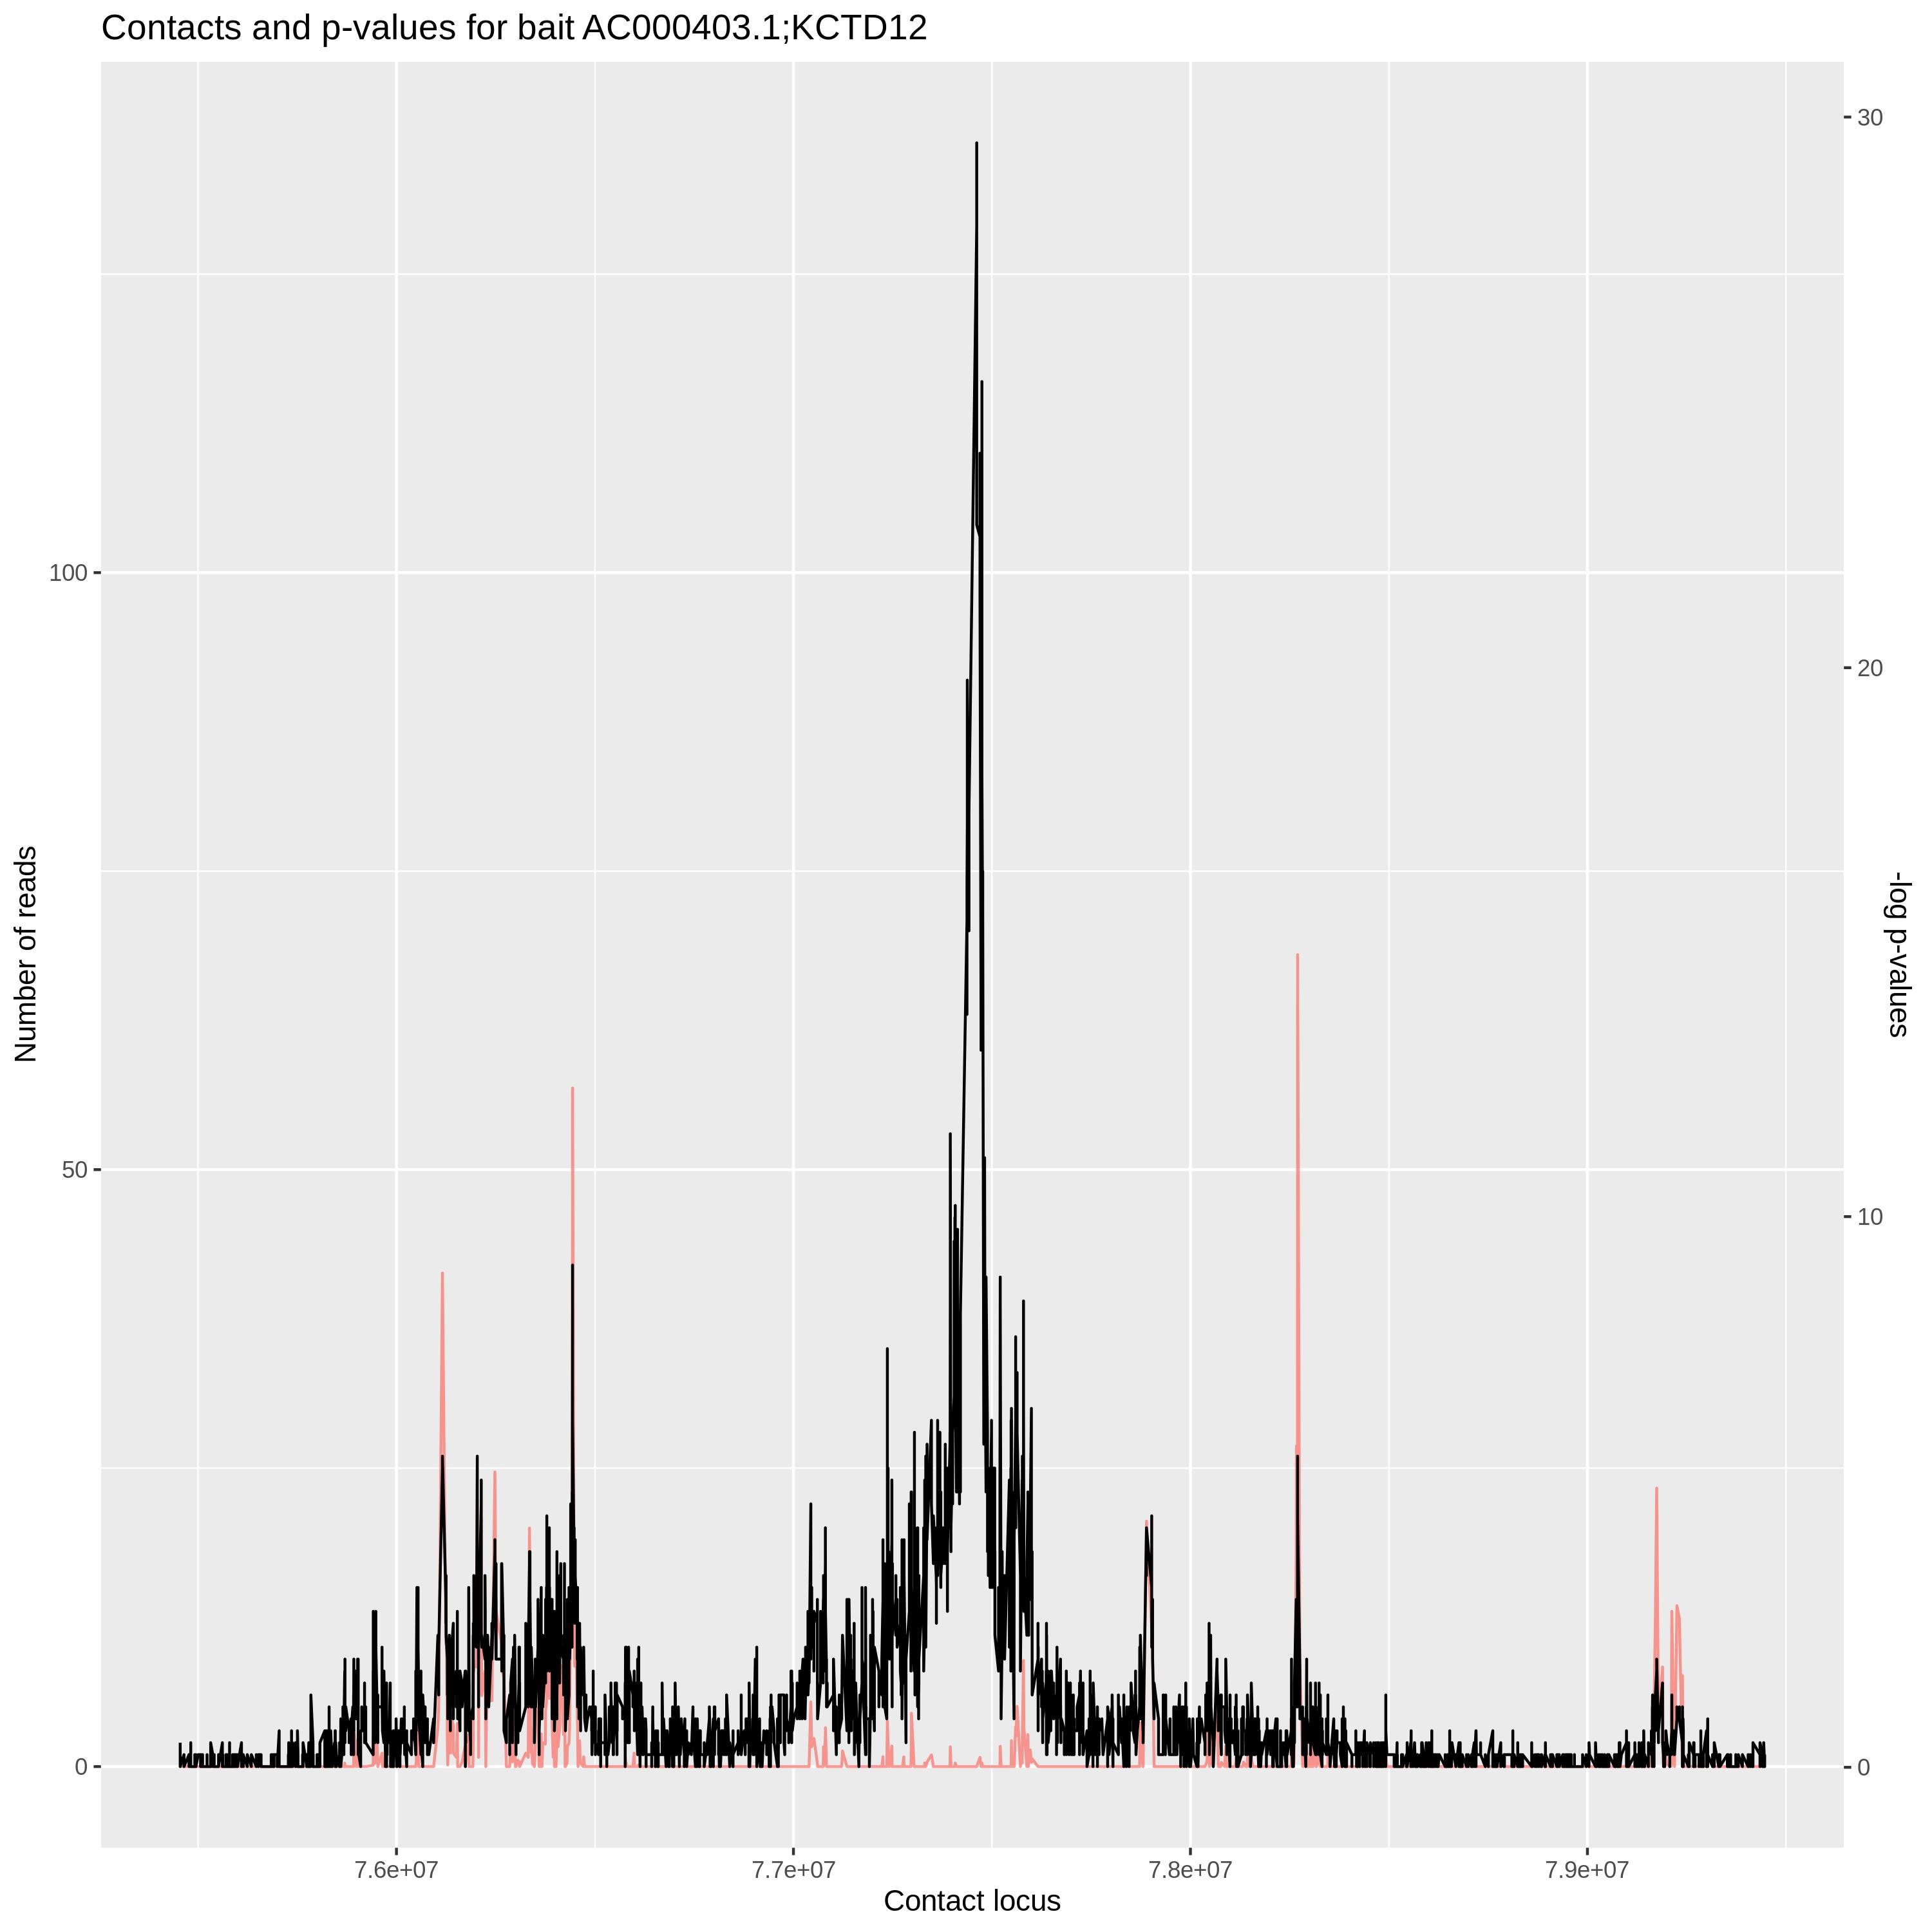 Contacts and p-values for bait AC000403.1;KCTD12
30
100
20
Number of reads
-log p-values
50
10
0
0
7.6e+07
7.7e+07
7.8e+07
7.9e+07
Contact locus